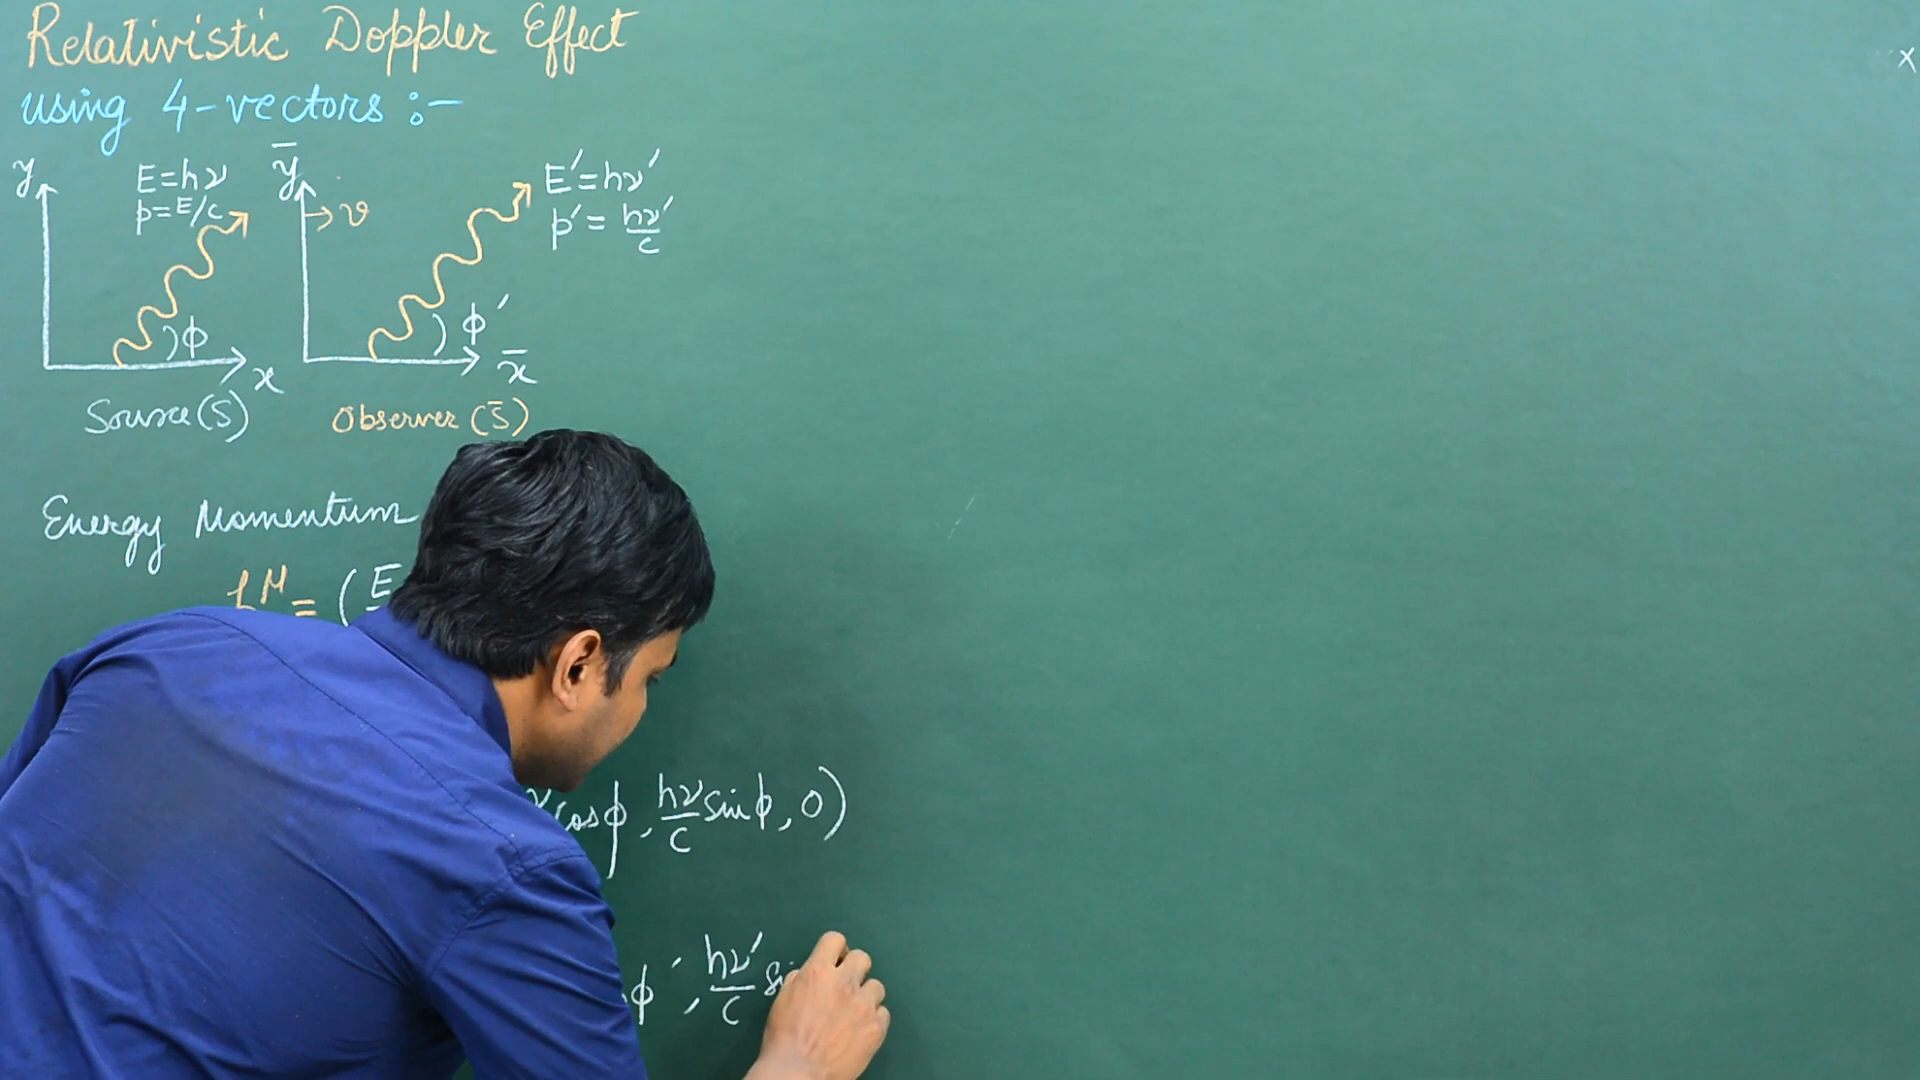 Relativistic Doppler Effect
using 4-vectors :-
y
E=hν
p=E/c
ϕ
x
Source(S)
y̅
→v
E′=hν′
p′= hν′/c
ϕ′
x̅
Observer (S̅)
Energy Momentum
pᴹ = (E
cosϕ, hν/c sinϕ, 0)
ϕ′, hν′/c si
x